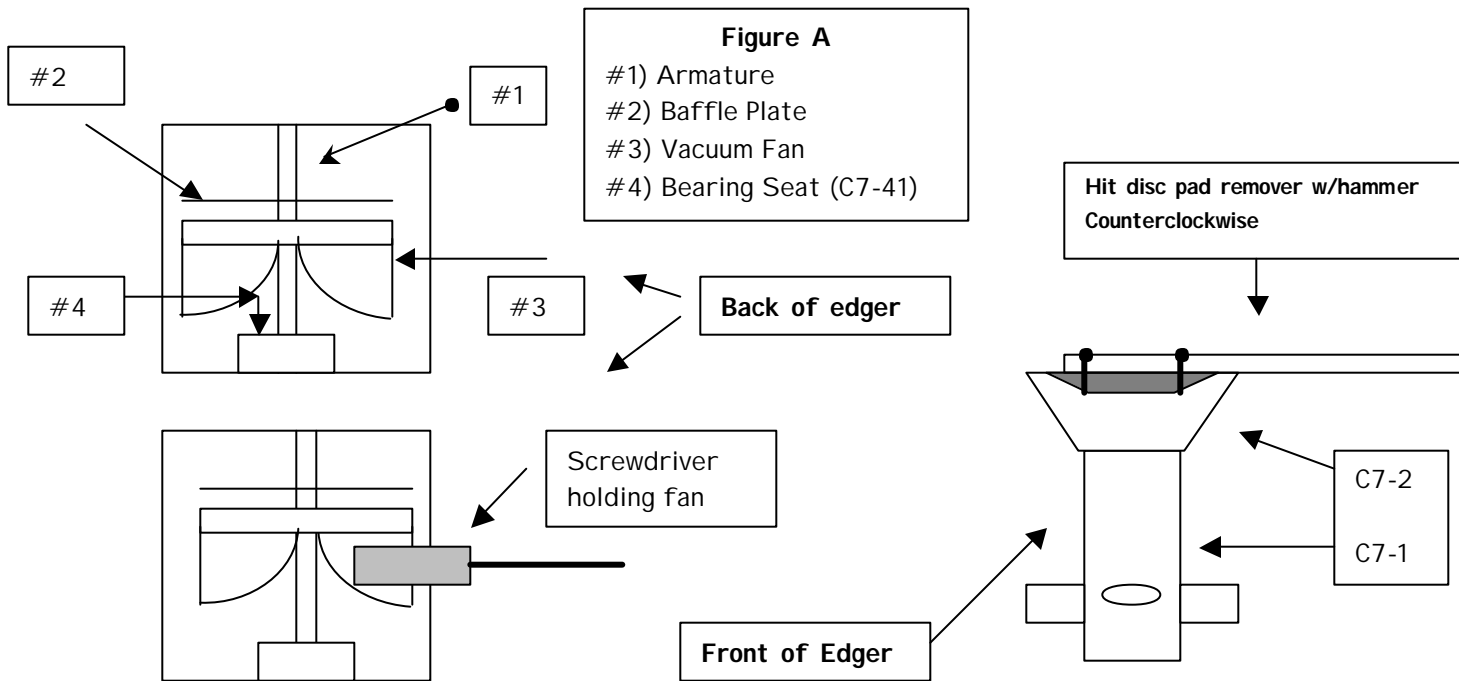 Figure A
#1) Armature
#2) Baffle Plate
#3) Vacuum Fan
#4) Bearing Seat (C7-41)
#2
#1
#4
#3
Back of edger
Hit disc pad remover w/hammer
Counterclockwise
Screwdriver
holding fan
C7-2
C7-1
Front of Edger